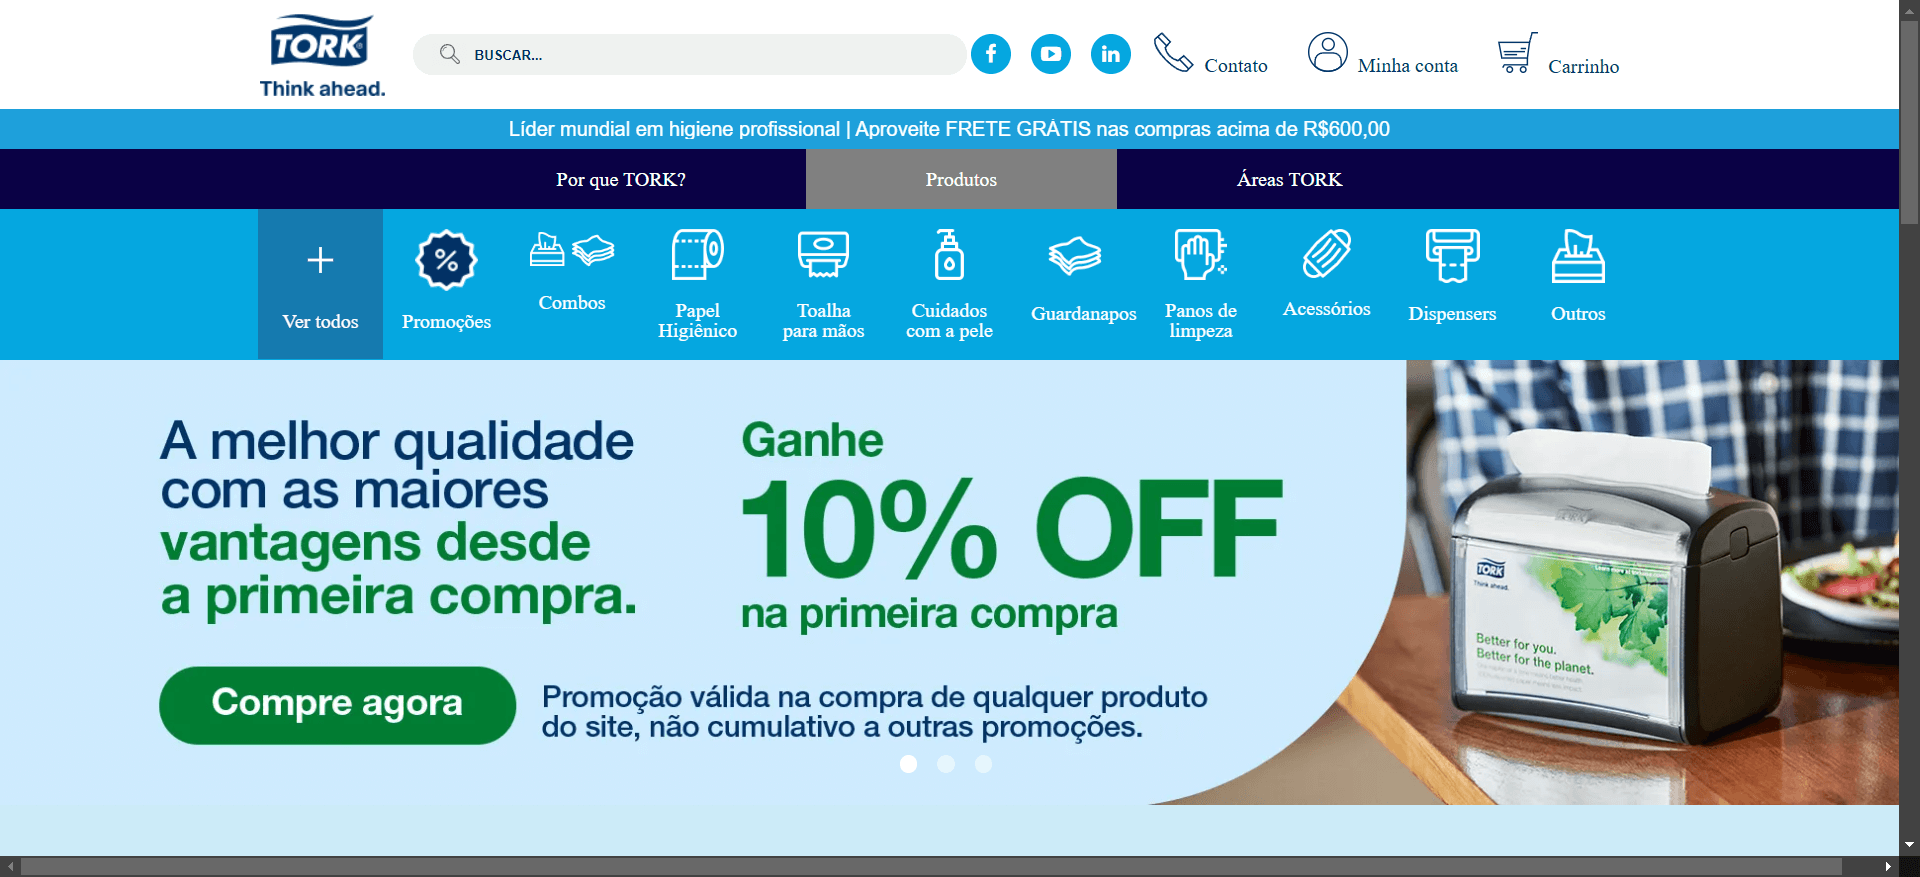 TORK
Think ahead.
BUSCAR...
Contato
Minha conta
Carrinho
Líder mundial em higiene profissional | Aproveite FRETE GRÁTIS nas compras acima de R$600,00
Por que TORK?
Produtos
Áreas TORK
Ver todos
Promoções
Combos
Papel
Higiênico
Toalha
para mãos
Cuidados
com a pele
Guardanapos
Panos de
limpeza
Acessórios
Dispensers
Outros
A melhor qualidade
com as maiores
vantagens desde
a primeira compra.
Compre agora
Ganhe
10% OFF
na primeira compra
Promoção válida na compra de qualquer produto
do site, não cumulativo a outras promoções.
TORK
Think ahead.
Better for you.
Better for the planet.